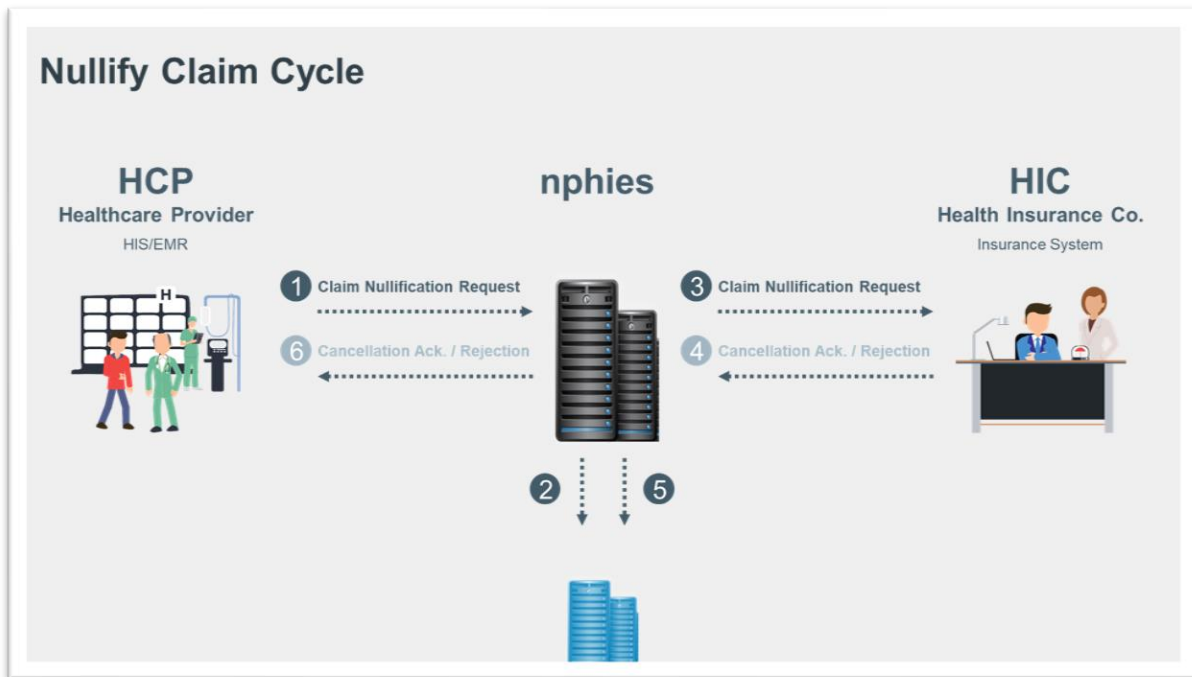 Nullify Claim Cycle
HCP
Healthcare Provider
HIS/EMR
nphies
HIC
Health Insurance Co.
Insurance System
H
1 Claim Nullification Request
6 Cancellation Ack. / Rejection
3 Claim Nullification Request
4 Cancellation Ack. / Rejection
2
5